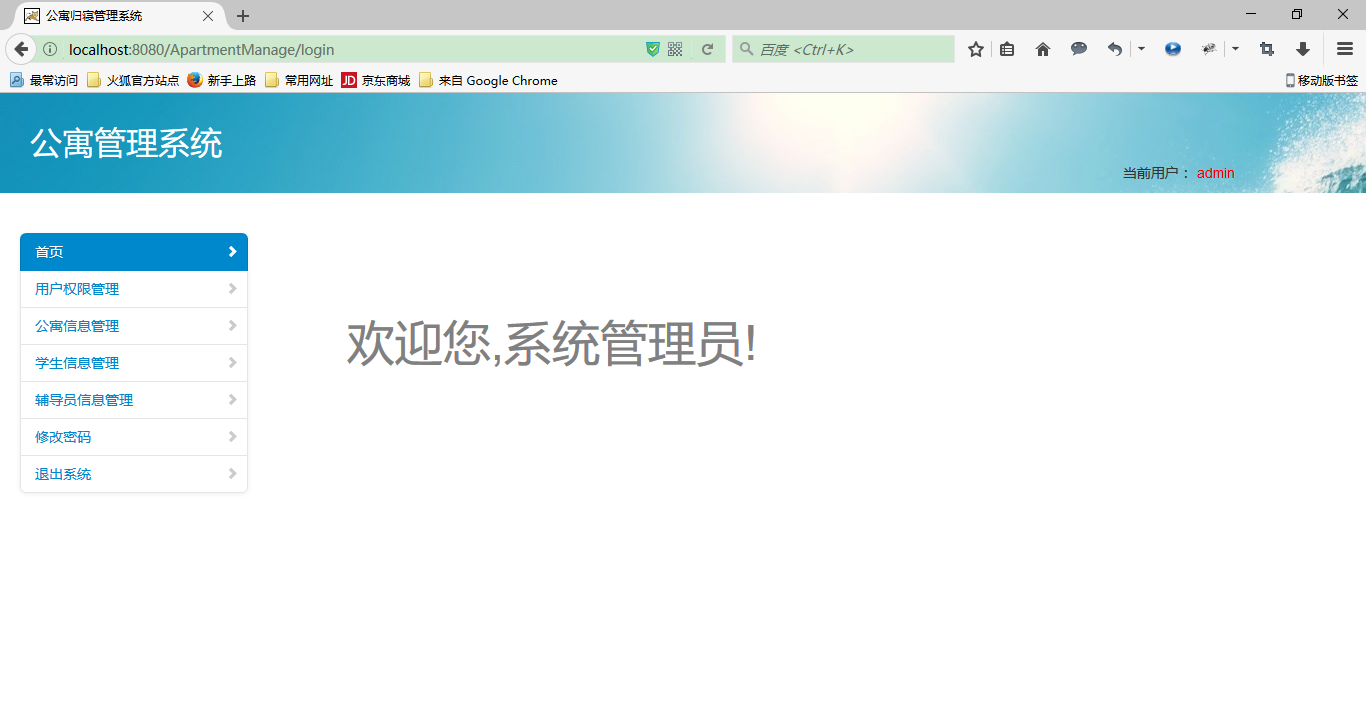 公寓归寝管理系统
localhost:8080/ApartmentManage/login
百度 <Ctrl+K>
最常访问 火狐官方站点 新手上路 常用网址 JD 京东商城 来自 Google Chrome 移动版书签
公寓管理系统
当前用户： admin
首页
用户权限管理
公寓信息管理
学生信息管理
辅导员信息管理
修改密码
退出系统
欢迎您,系统管理员!